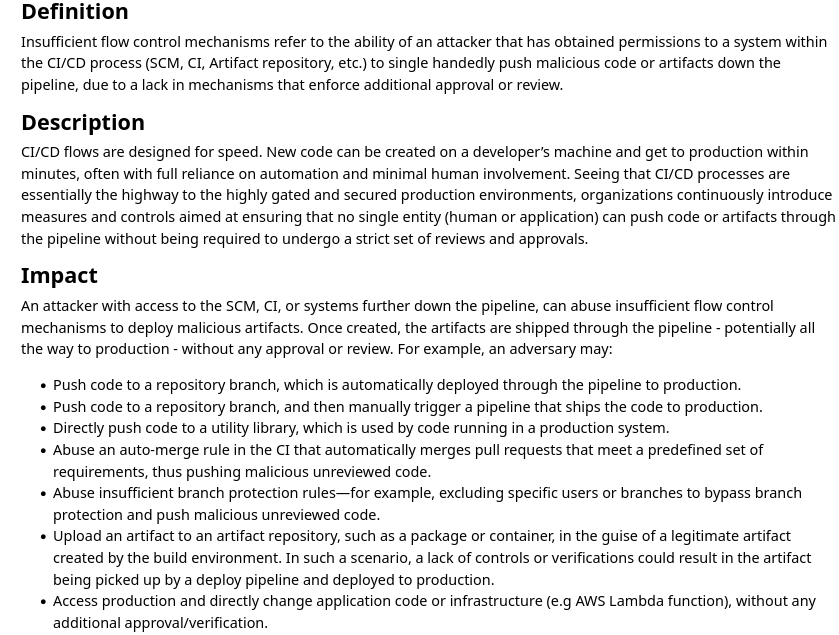 Definition
Insufficient flow control mechanisms refer to the ability of an attacker that has obtained permissions to a system within
the CI/CD process (SCM, CI, Artifact repository, etc.) to single handedly push malicious code or artifacts down the
pipeline, due to a lack in mechanisms that enforce additional approval or review.
Description
CI/CD flows are designed for speed. New code can be created on a developer’s machine and get to production within
minutes, often with full reliance on automation and minimal human involvement. Seeing that CI/CD processes are
essentially the highway to the highly gated and secured production environments, organizations continuously introduce
measures and controls aimed at ensuring that no single entity (human or application) can push code or artifacts through
the pipeline without being required to undergo a strict set of reviews and approvals.
Impact
An attacker with access to the SCM, CI, or systems further down the pipeline, can abuse insufficient flow control
mechanisms to deploy malicious artifacts. Once created, the artifacts are shipped through the pipeline - potentially all
the way to production - without any approval or review. For example, an adversary may:
• Push code to a repository branch, which is automatically deployed through the pipeline to production.
• Push code to a repository branch, and then manually trigger a pipeline that ships the code to production.
• Directly push code to a utility library, which is used by code running in a production system.
• Abuse an auto-merge rule in the CI that automatically merges pull requests that meet a predefined set of
requirements, thus pushing malicious unreviewed code.
• Abuse insufficient branch protection rules—for example, excluding specific users or branches to bypass branch
protection and push malicious unreviewed code.
• Upload an artifact to an artifact repository, such as a package or container, in the guise of a legitimate artifact
created by the build environment. In such a scenario, a lack of controls or verifications could result in the artifact
being picked up by a deploy pipeline and deployed to production.
• Access production and directly change application code or infrastructure (e.g AWS Lambda function), without any
additional approval/verification.